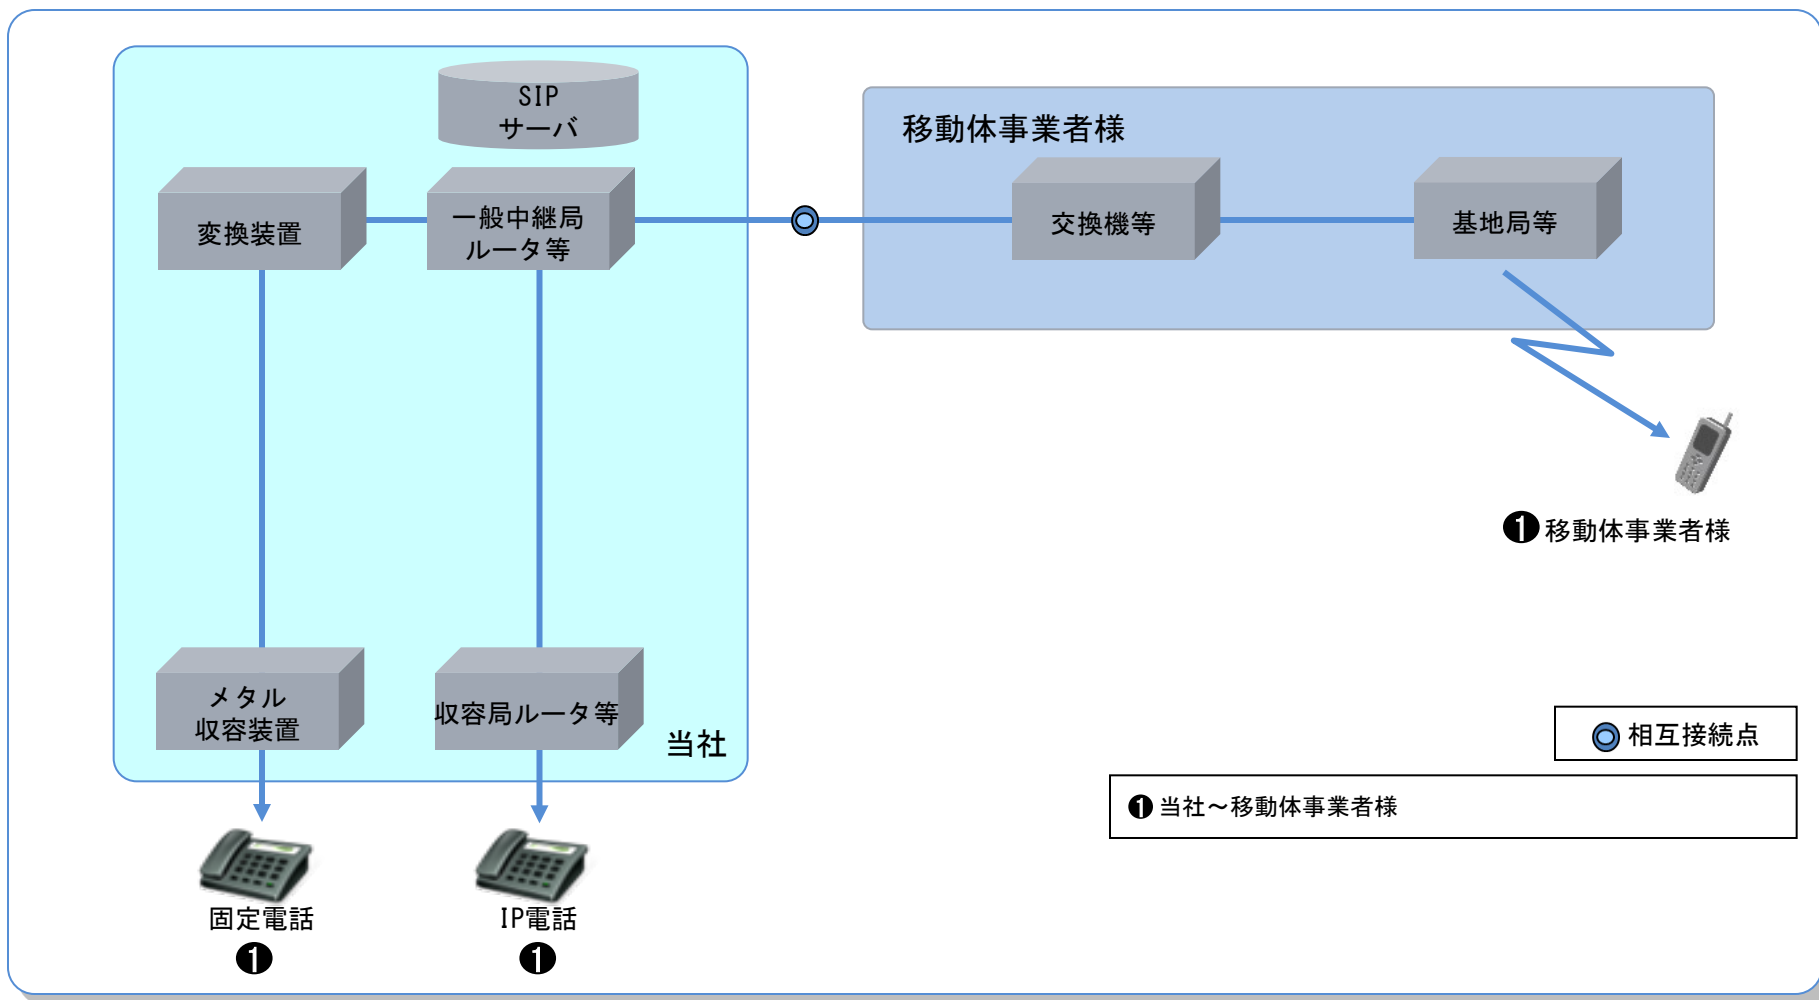 SIP
サーバ
移動体事業者様
変換装置
一般中継局
ルータ等
交換機等
基地局等
❶移動体事業者様
メタル
収容装置
収容局ルータ等
当社
相互接続点
❶当社～移動体事業者様
固定電話
❶
IP電話
❶